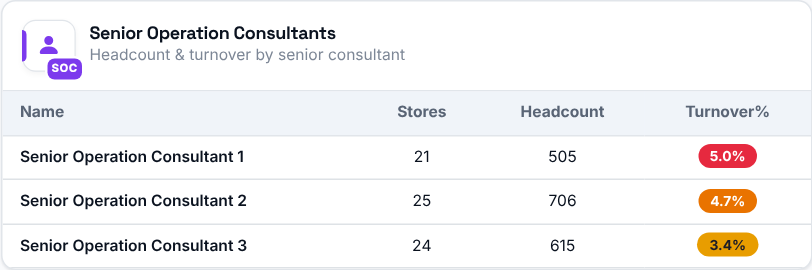 Senior Operation Consultants
Headcount & turnover by senior consultant
SOC
Name Stores Headcount Turnover%
Senior Operation Consultant 1 21 505 5.0%
Senior Operation Consultant 2 25 706 4.7%
Senior Operation Consultant 3 24 615 3.4%